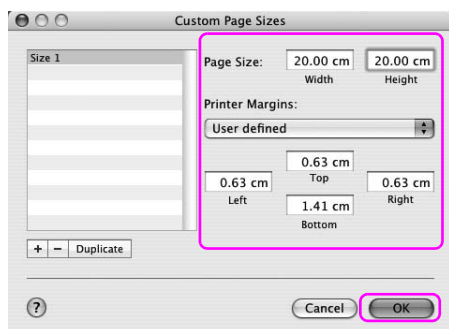 Custom Page Sizes
Size 1
Page Size: 20.00 cm 20.00 cm
Width Height
Printer Margins:
User defined
0.63 cm
Top
0.63 cm 0.63 cm
Left Right
1.41 cm
Bottom
+ − Duplicate
? Cancel OK